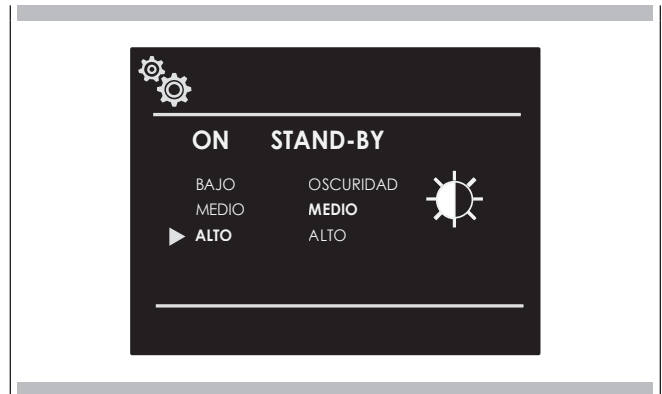 ON STAND-BY
BAJO OSCURIDAD
MEDIO MEDIO
ALTO ALTO